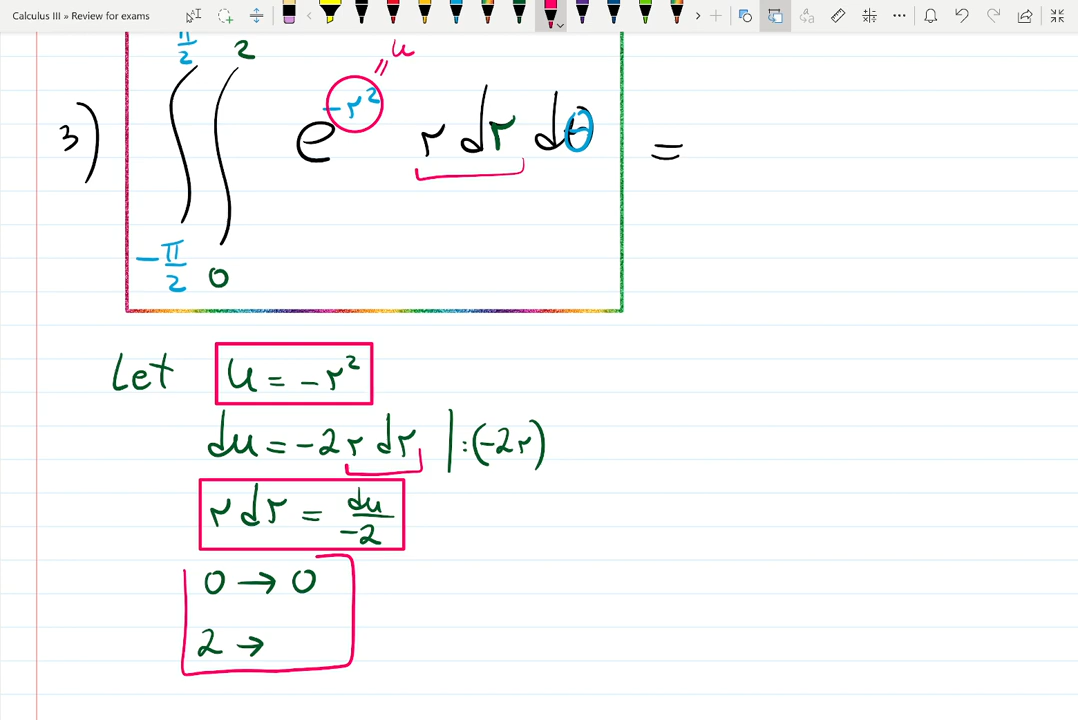 Calculus III » Review for exams
3) ∫_{-π/2}^{π/2} ∫_0^2 e^{-r²} r dr dθ =
= u
Let u = -r²
du = -2r dr | :(-2r)
r dr = du/-2
0 → 0
2 →